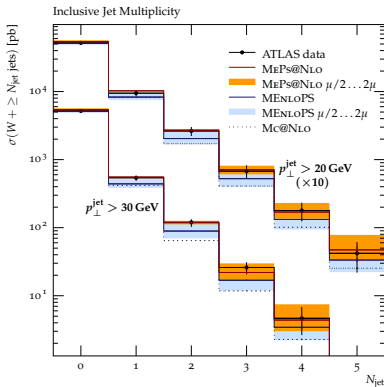 Inclusive Jet Multiplicity
σ(W + ≥ N_jet jets) [pb]
ATLAS data
MEPS@NLO
MEPS@NLO μ/2...2μ
MENLOPS
MENLOPS μ/2...2μ
MC@NLO
p_⊥^jet > 20 GeV
(×10)
p_⊥^jet > 30 GeV
10^4
10^3
10^2
10^1
0 1 2 3 4 5
N_jet